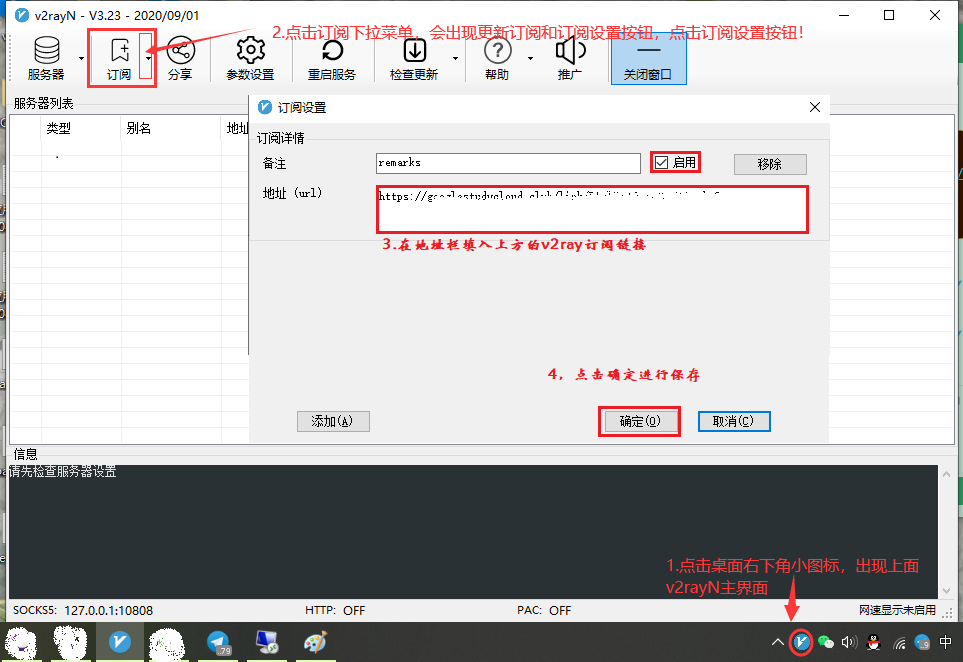 v2rayN - V3.23 - 2020/09/01
2.点击订阅下拉菜单，会出现更新订阅和订阅设置按钮，点击订阅设置按钮！
服务器 订阅 分享 参数设置 重启服务 检查更新 帮助 推广 关闭窗口
服务器列表
类型 别名 地址
订阅设置
订阅详情
备注 remarks 启用 移除
地址 (url) https://
3.在地址栏填入上方的v2ray订阅链接
4，点击确定进行保存
添加(A) 确定(O) 取消(C)
信息
请先检查服务器设置
1.点击桌面右下角小图标，出现上面
v2rayN主界面
SOCKS5: 127.0.0.1:10808 HTTP: OFF PAC: OFF 网速显示未启用
79 中